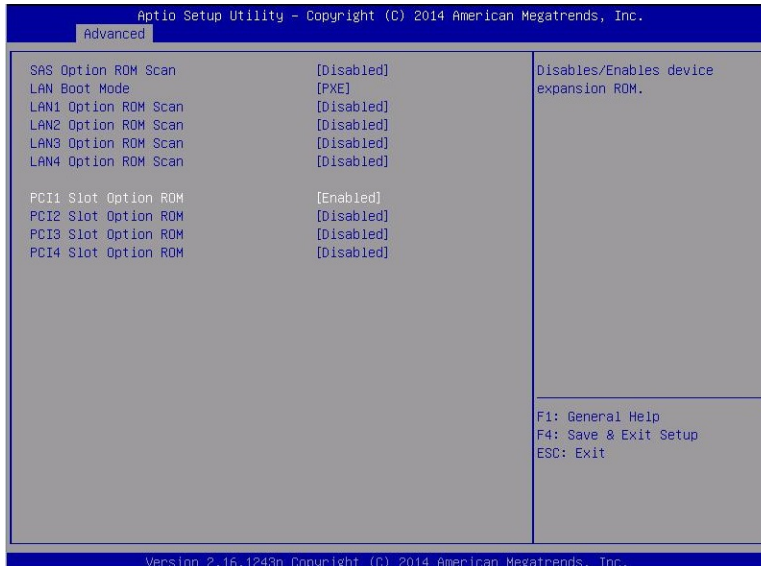 Aptio Setup Utility – Copyright (C) 2014 American Megatrends, Inc.
Advanced
SAS Option ROM Scan [Disabled]
LAN Boot Mode [PXE]
LAN1 Option ROM Scan [Disabled]
LAN2 Option ROM Scan [Disabled]
LAN3 Option ROM Scan [Disabled]
LAN4 Option ROM Scan [Disabled]
PCI1 Slot Option ROM [Enabled]
PCI2 Slot Option ROM [Disabled]
PCI3 Slot Option ROM [Disabled]
PCI4 Slot Option ROM [Disabled]
Disables/Enables device
expansion ROM.
F1: General Help
F4: Save & Exit Setup
ESC: Exit
Version 2.16.1243n Copyright (C) 2014 American Megatrends, Inc.